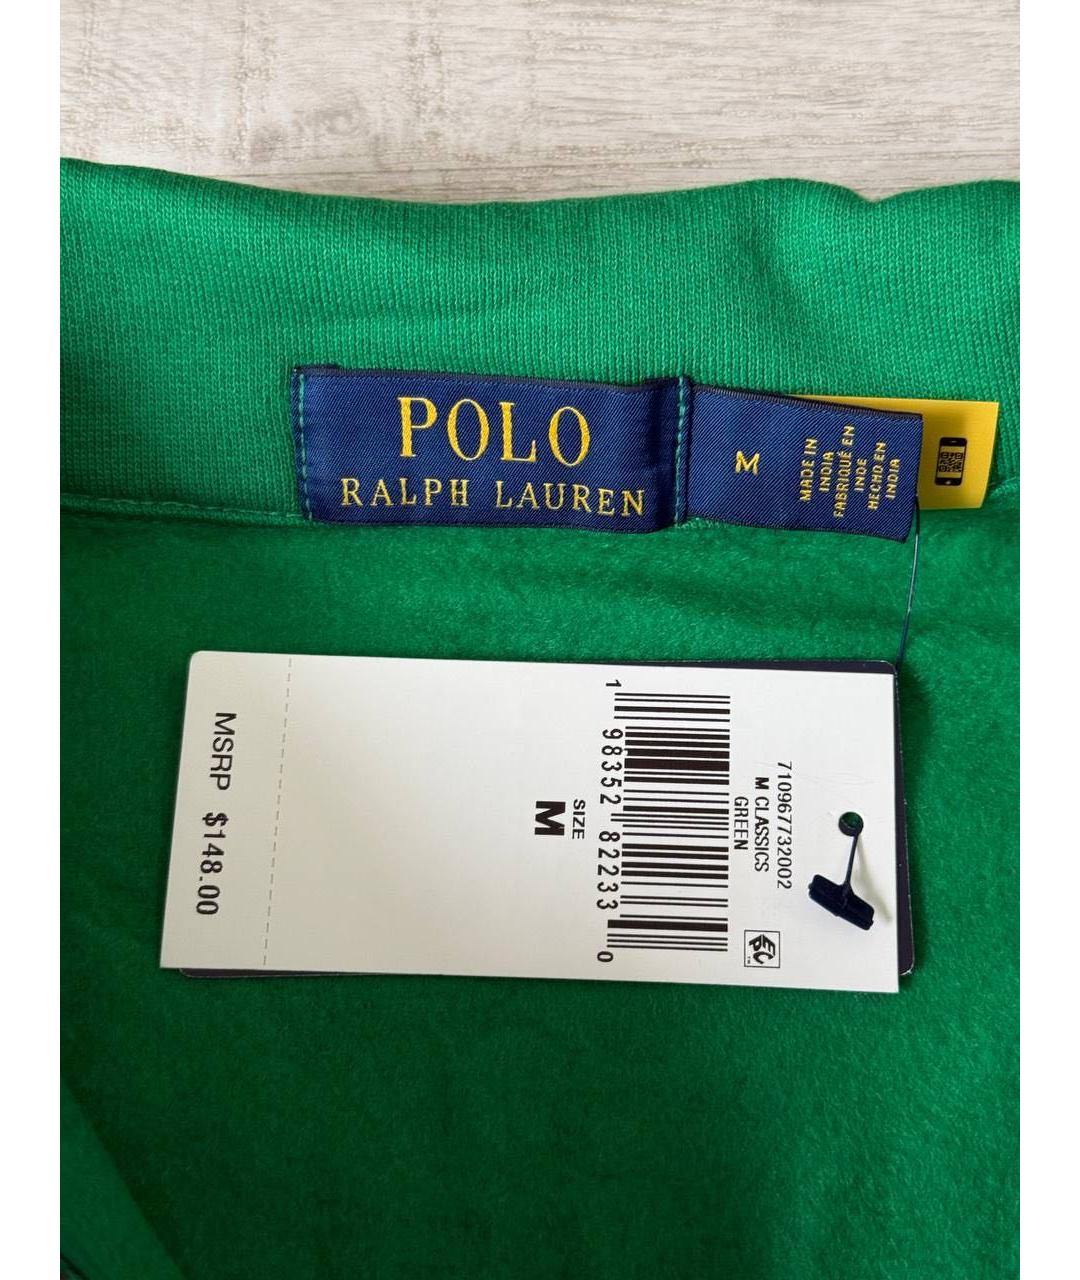 POLO
RALPH LAUREN
M
MADE IN
INDIA
FABRIQUÉ EN
INDE
HECHO EN
INDIA
710967732002
M CLASSICS
GREEN
1 98352 82233 0
SIZE
M
MSRP $148.00
EPC™